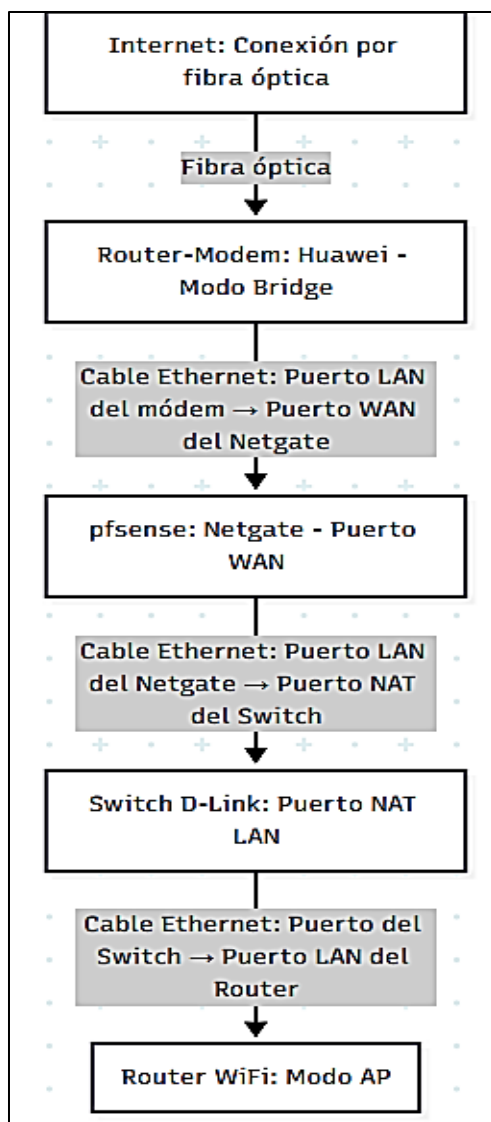 Internet: Conexión por
fibra óptica
Fibra óptica
Router-Modem: Huawei -
Modo Bridge
Cable Ethernet: Puerto LAN
del módem → Puerto WAN
del Netgate
pfsense: Netgate - Puerto
WAN
Cable Ethernet: Puerto LAN
del Netgate → Puerto NAT
del Switch
Switch D-Link: Puerto NAT
LAN
Cable Ethernet: Puerto del
Switch → Puerto LAN del
Router
Router WiFi: Modo AP